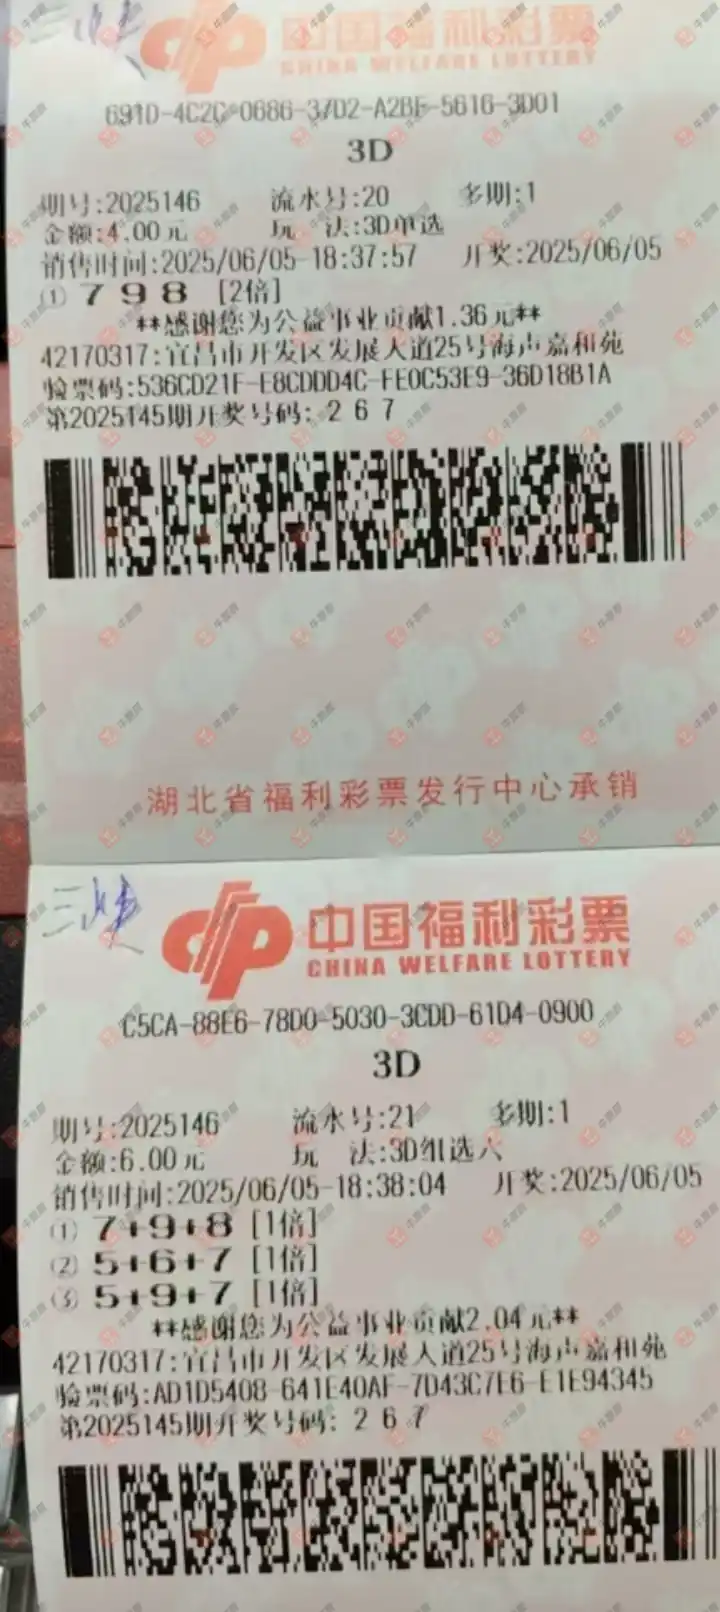 三峡
中国福利彩票
CHINA WELFARE LOTTERY
691D-4C2C-0686-37D2-A2BF-5616-3D01
3D
期号:2025146 流水号:20 多期:1
金额:4.00元 玩 法:3D单选
销售时间:2025/06/05-18:37:57 开奖:2025/06/05
① 7 9 8 [2倍]
**感谢您为公益事业贡献1.36元**
42170317:宜昌市开发区发展大道25号海声嘉和苑
验票码:536CD21F-E8CDDD4C-FE0C53E9-36D18B1A
第2025145期开奖号码: 2 6 7
湖北省福利彩票发行中心承销
三峡
中国福利彩票
CHINA WELFARE LOTTERY
C5CA-88E6-78D0-5030-3CDD-61D4-0900
3D
期号:2025146 流水号:21 多期:1
金额:6.00元 玩 法:3D组选六
销售时间:2025/06/05-18:38:04 开奖:2025/06/05
① 7+9+8 [1倍]
② 5+6+7 [1倍]
③ 5+9+7 [1倍]
**感谢您为公益事业贡献2.04元**
42170317:宜昌市开发区发展大道25号海声嘉和苑
验票码:AD1D5408-641E40AF-7D43C7E6-E1E94345
第2025145期开奖号码: 2 6 7